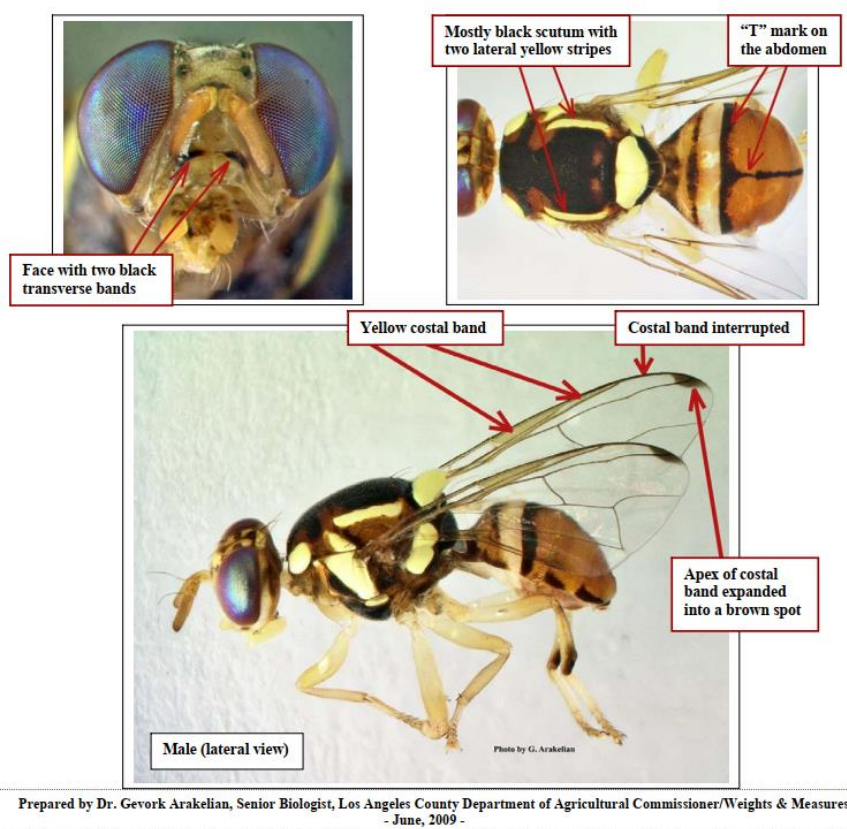 Mostly black scutum with
two lateral yellow stripes
“T” mark on
the abdomen
Face with two black
transverse bands
Yellow costal band
Costal band interrupted
Apex of costal
band expanded
into a brown spot
Male (lateral view)
Photo by G. Arakelian
Prepared by Dr. Gevork Arakelian, Senior Biologist, Los Angeles County Department of Agricultural Commissioner/Weights & Measures
- June, 2009 -